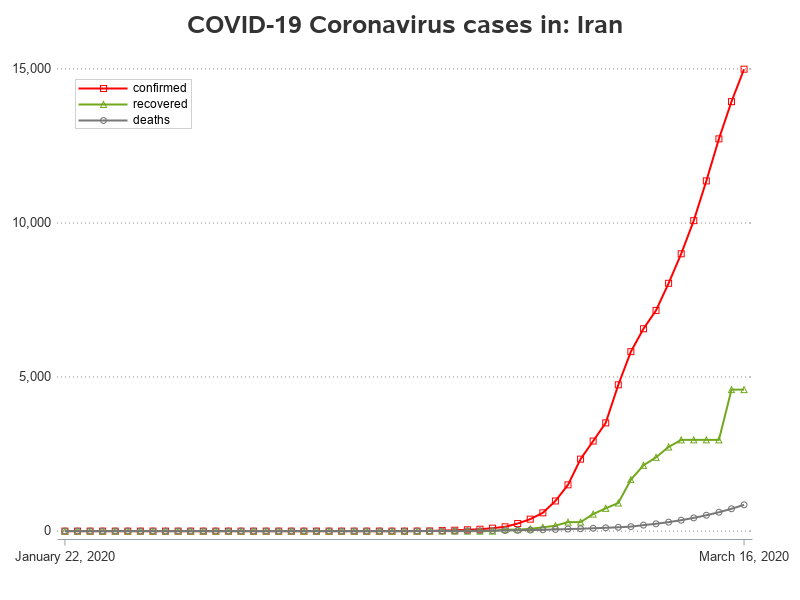 COVID-19 Coronavirus cases in: Iran
15,000
confirmed
recovered
deaths
10,000
5,000
0
January 22, 2020
March 16, 2020